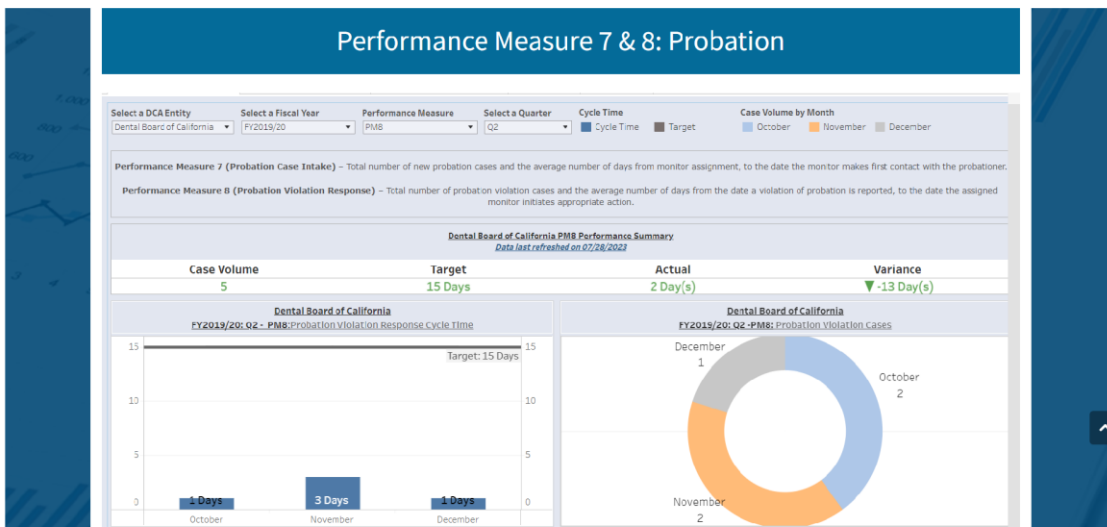 Performance Measure 7 & 8: Probation
Select a DCA Entity
Select a Fiscal Year
Performance Measure
Select a Quarter
Cycle Time
Case Volume by Month
Dental Board of California
FY2019/20
PM8
Q2
Cycle Time
Target
October
November
December
Performance Measure 7 (Probation Case Intake) – Total number of new probation cases and the average number of days from monitor assignment, to the date the monitor makes first contact with the probationer.
Performance Measure 8 (Probation Violation Response) – Total number of probation violation cases and the average number of days from the date a violation of probation is reported, to the date the assigned
monitor initiates appropriate action.
Dental Board of California PM8 Performance Summary
Data last refreshed on 07/28/2023
Case Volume
Target
Actual
Variance
5
15 Days
2 Day(s)
▼ -13 Day(s)
Dental Board of California
FY2019/20: Q2 - PM8:Probation Violation Response Cycle Time
15
15
Target: 15 Days
10
10
5
5
0
1 Days
3 Days
1 Days
0
October
November
December
Dental Board of California
FY2019/20: Q2 -PM8: Probation Violation Cases
December
1
October
2
November
2